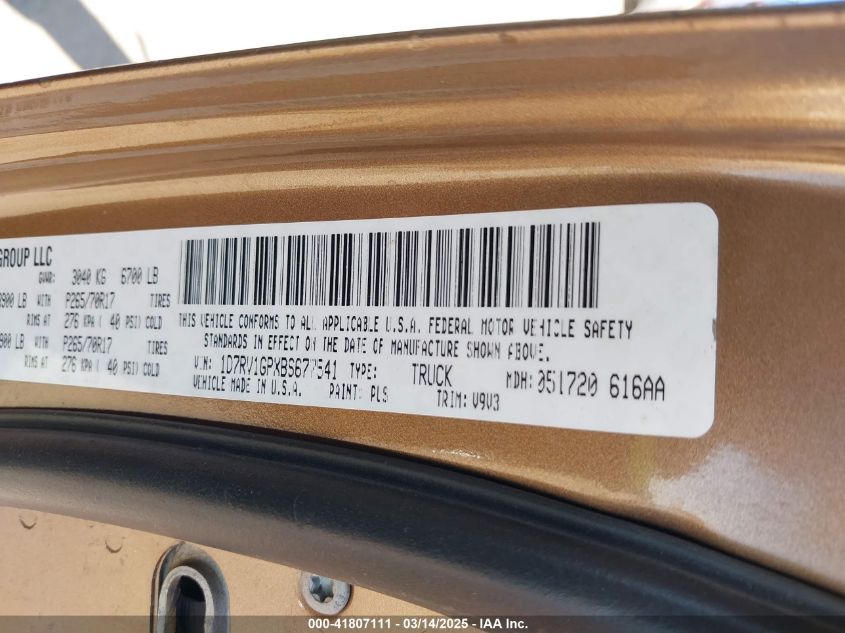 GROUP LLC
GVWR: 3040 KG 6700 LB
3900 LB WITH P265/70R17 TIRES
RIMS AT 276 KPA ( 40 PSI) COLD
900 LB WITH P265/70R17 TIRES
RIMS AT 276 KPA ( 40 PSI) COLD
THIS VEHICLE CONFORMS TO ALL APPLICABLE U.S.A. FEDERAL MOTOR VEHICLE SAFETY
STANDARDS IN EFFECT ON THE DATE OF MANUFACTURE SHOWN ABOVE.
VIN: 1D7RV1GPXBS677541 TYPE: TRUCK MDH: 051720 616AA
VEHICLE MADE IN U.S.A. PAINT: PLS TRIM: V9V3
000-41807111 — 03/14/2025 — IAA Inc.